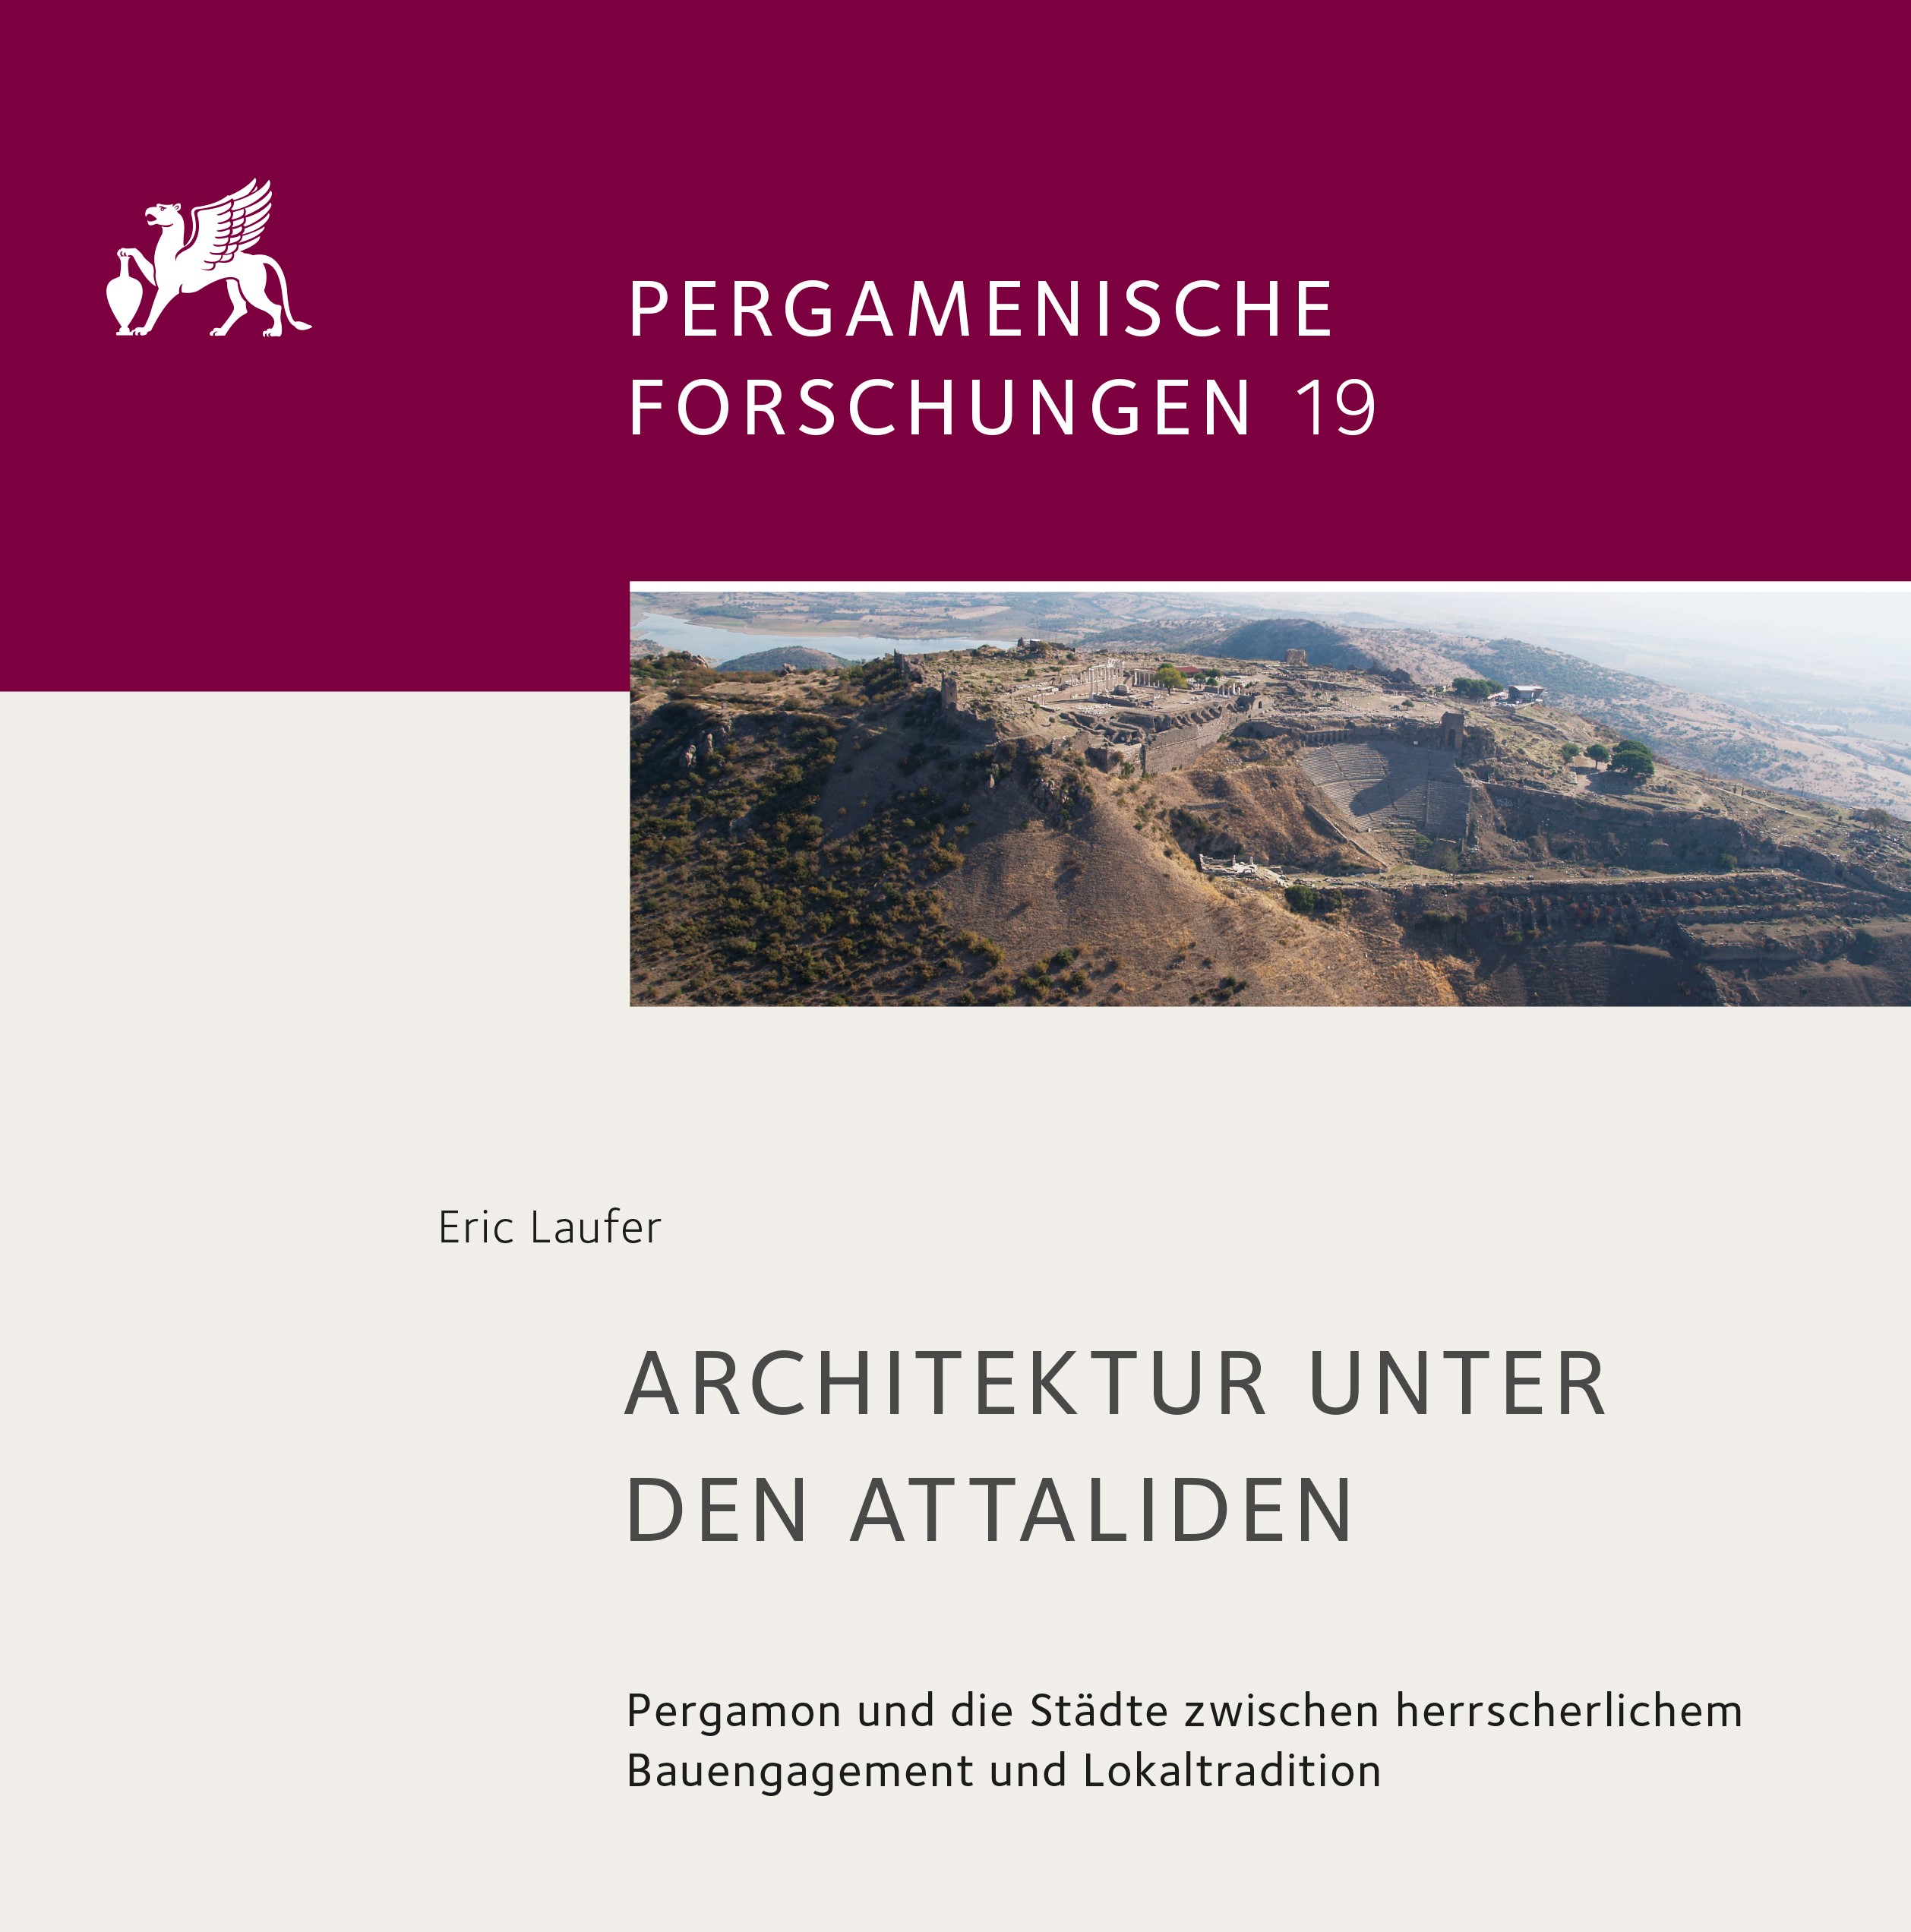 PERGAMENISCHE
FORSCHUNGEN 19
Eric Laufer
ARCHITEKTUR UNTER
DEN ATTALIDEN
Pergamon und die Städte zwischen herrscherlichem
Bauengagement und Lokaltradition